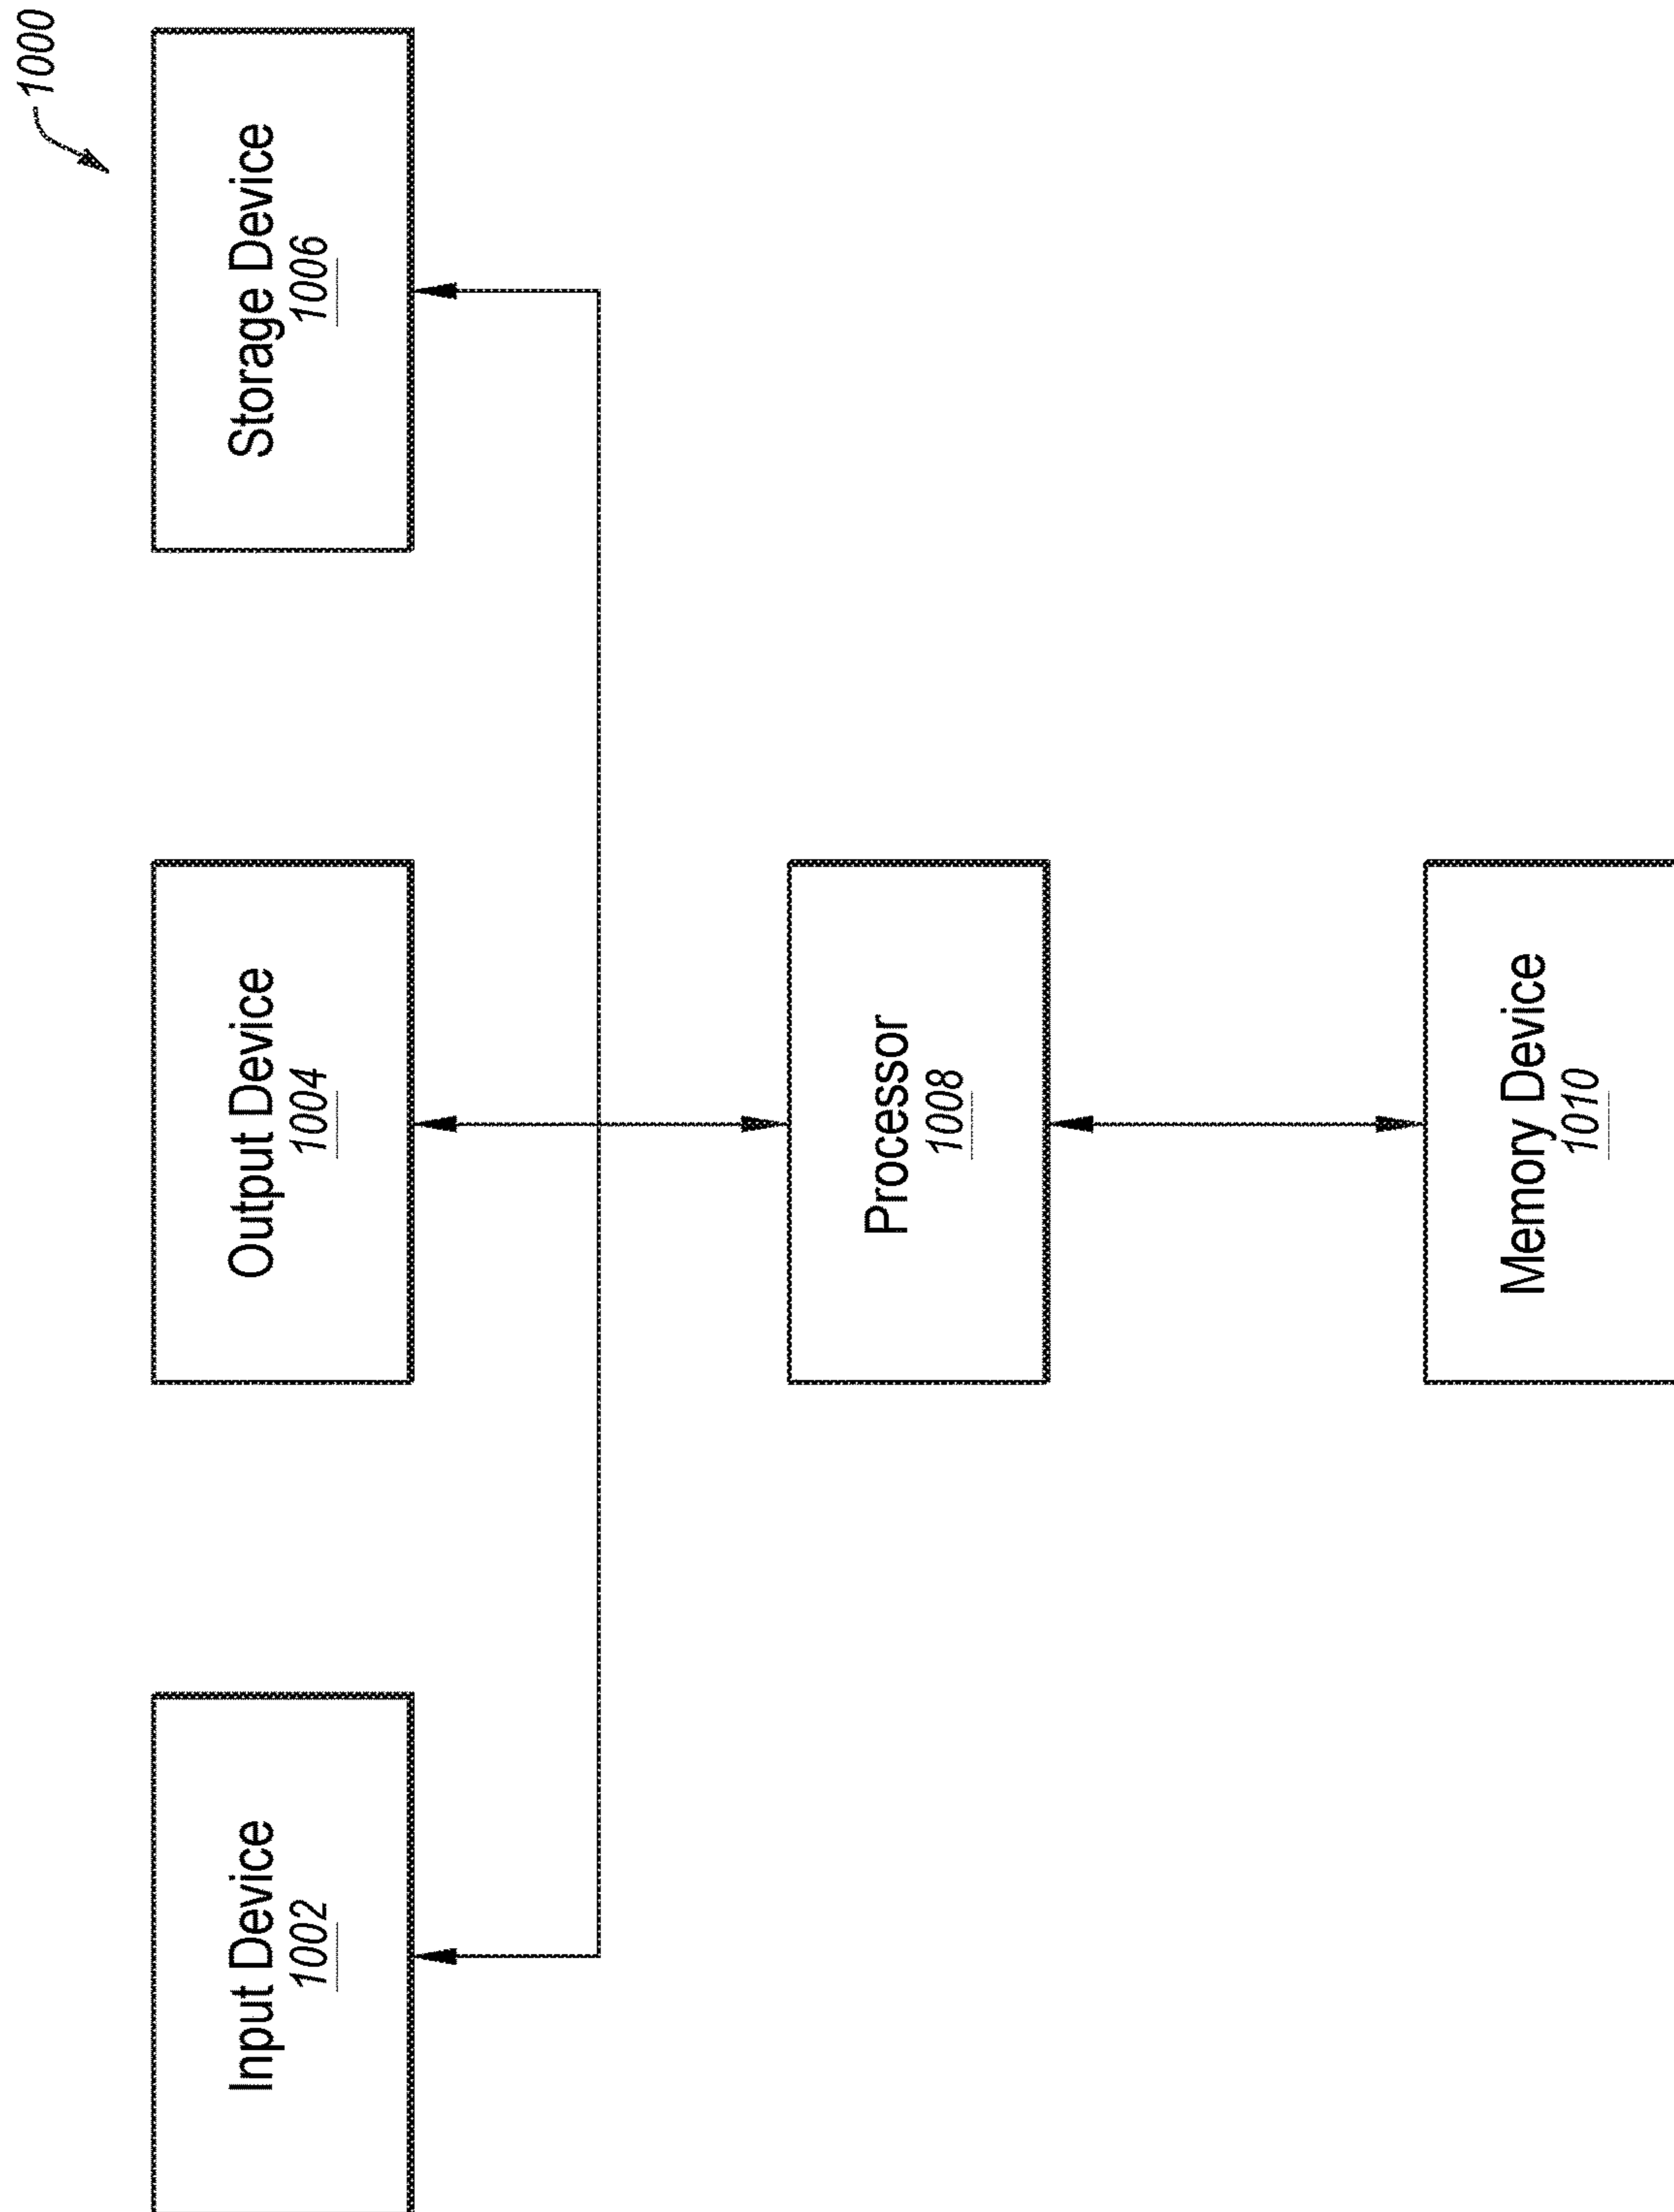 1000
Input Device
1002
Output Device
1004
Storage Device
1006
Processor
1008
Memory Device
1010